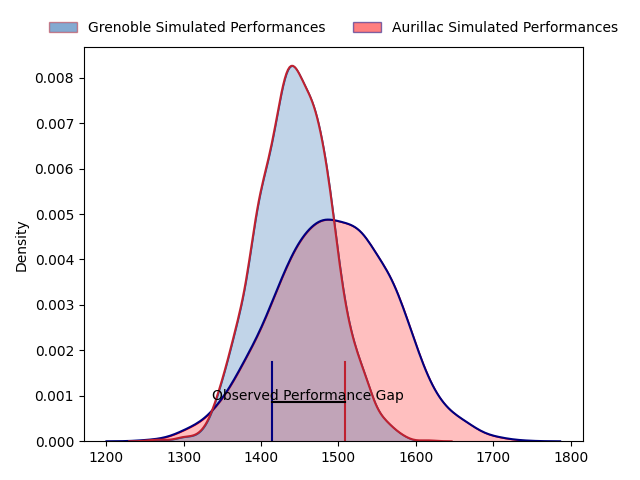 Grenoble Simulated Performances
Aurillac Simulated Performances
0.008
0.007
0.006
0.005
0.004
0.003
0.002
0.001
0.000
Density
Observed Performance Gap
1200 1300 1400 1500 1600 1700 1800